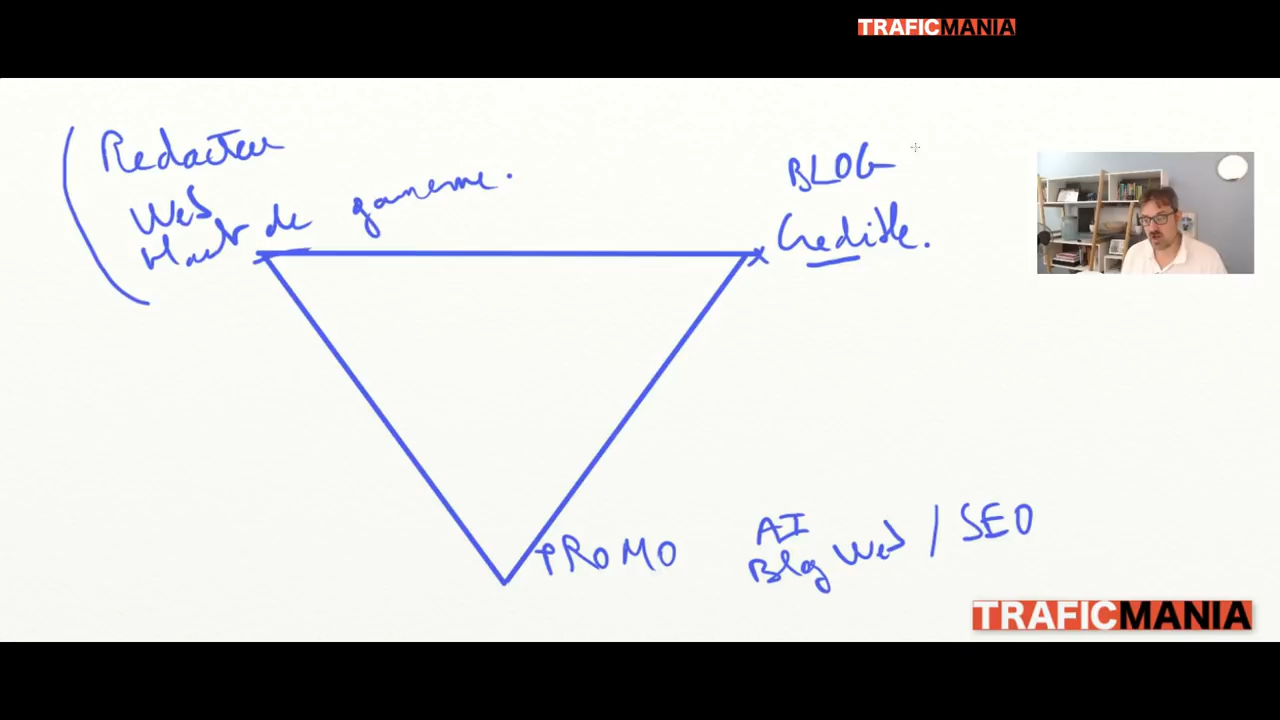 TRAFICMANIA
Redacteur
Web
Haut de gamme.
BLOG
Credible.
PROMO
AI
Blog Web / SEO
TRAFICMANIA